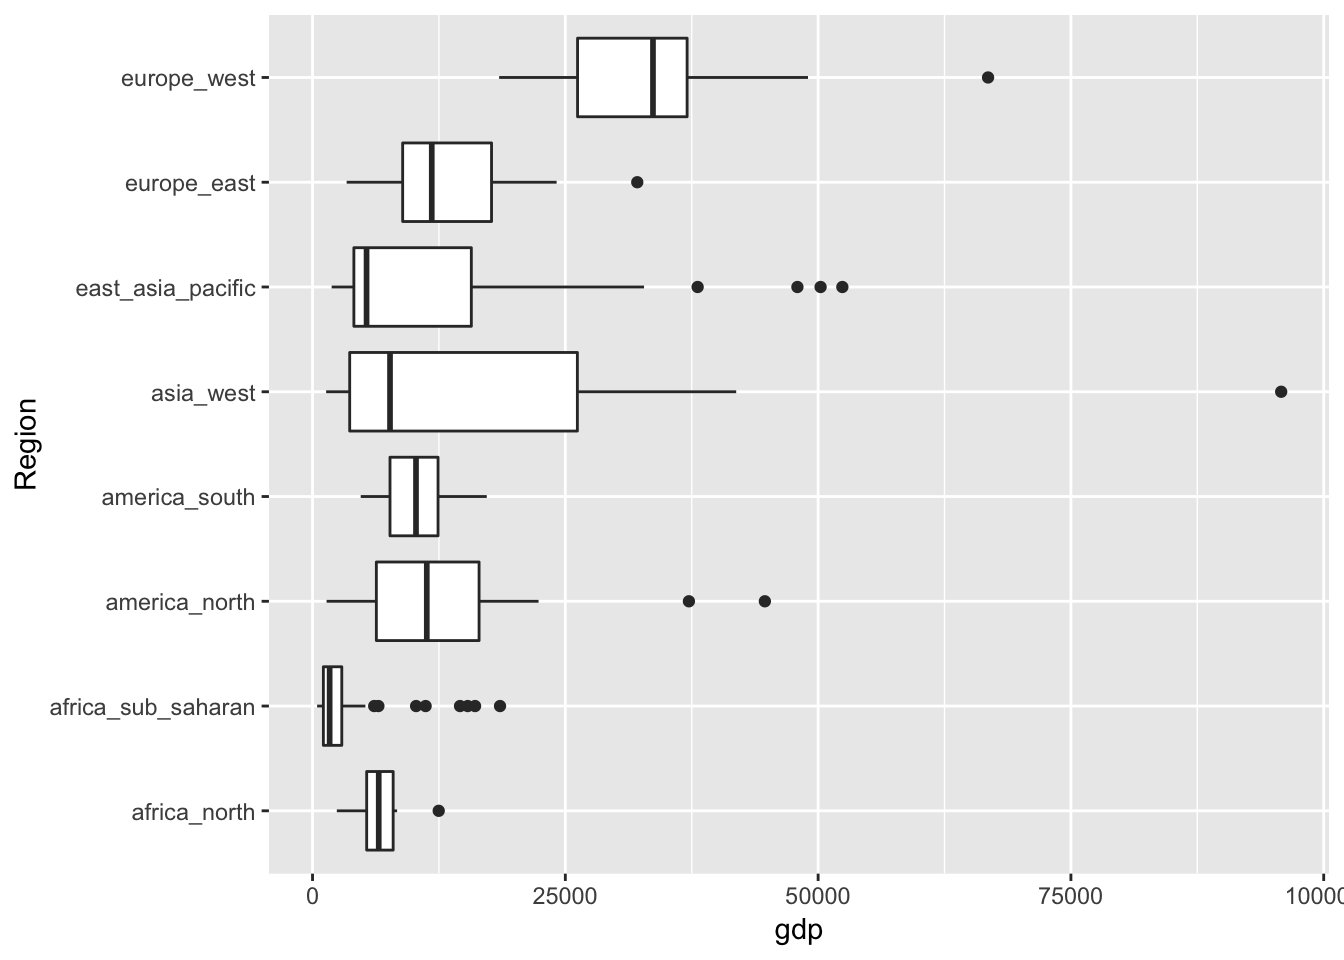 europe_west
europe_east
east_asia_pacific
asia_west
america_south
america_north
africa_sub_saharan
africa_north
Region
0 25000 50000 75000 10000
gdp